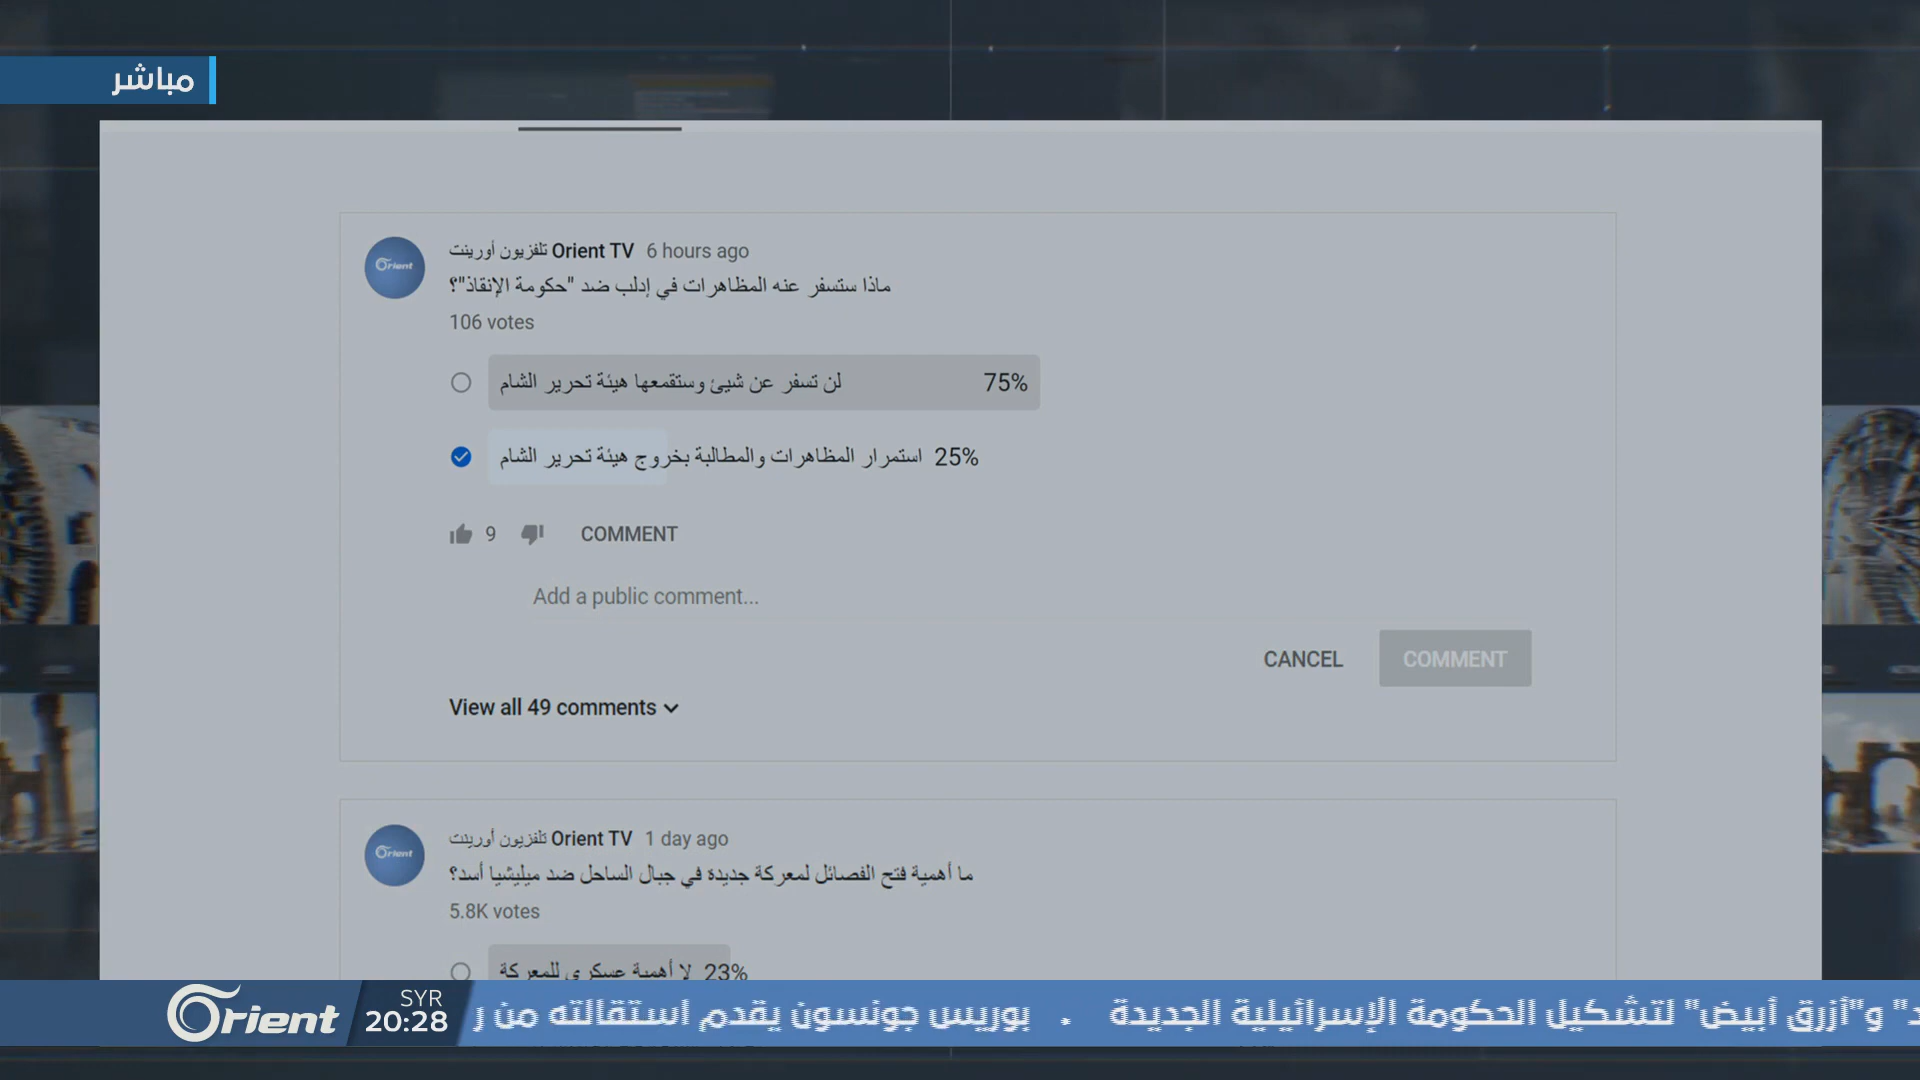 مباشر
تلفزيون أورينت Orient TV 6 hours ago
ماذا ستسفر عنه المظاهرات في إدلب ضد "حكومة الإنقاذ"؟
106 votes
لن تسفر عن شيئ وستقمعها هيئة تحرير الشام 75%
استمرار المظاهرات والمطالبة بخروج هيئة تحرير الشام 25%
9 COMMENT
Add a public comment...
CANCEL COMMENT
View all 49 comments
تلفزيون أورينت Orient TV 1 day ago
ما أهمية فتح الفصائل لمعركة جديدة في جبال الساحل ضد ميليشيا أسد؟
5.8K votes
لا أهمية عسكري للمعركة 23%
Orient
SYR
20:28
و"أزرق أبيض" لتشكيل الحكومة الإسرائيلية الجديدة . بوريس جونسون يقدم استقالته من